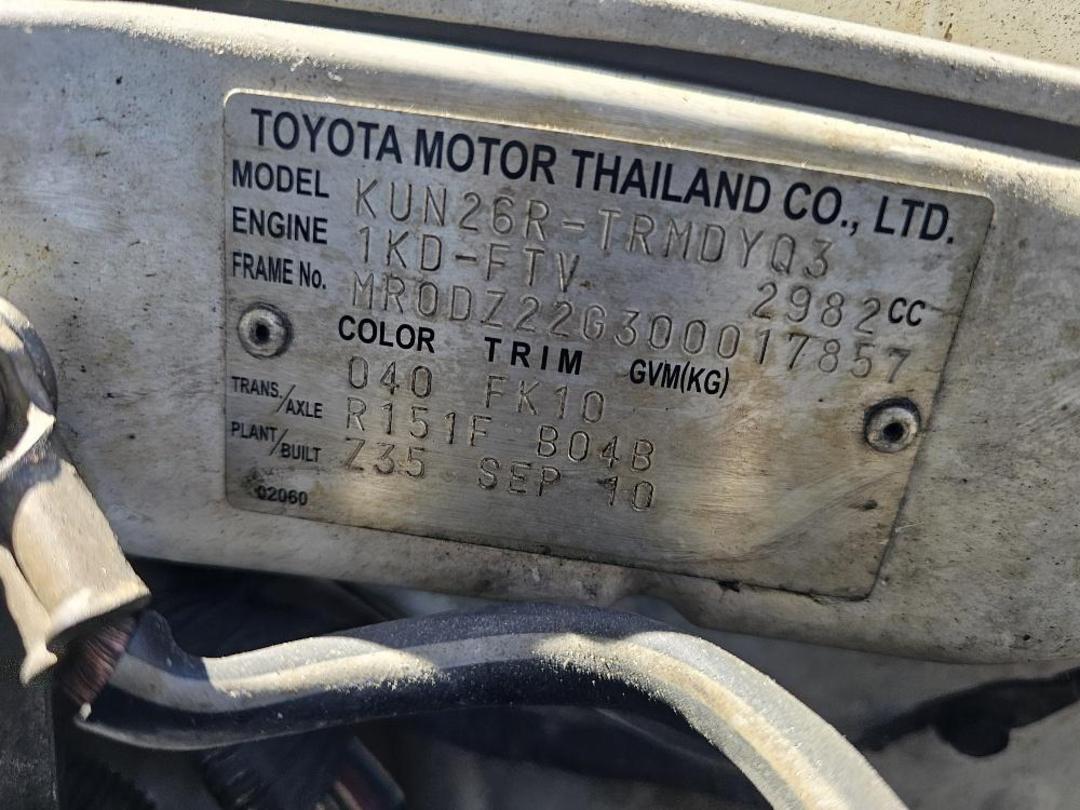 TOYOTA MOTOR THAILAND CO., LTD.
MODEL KUN26R-TRMDYQ3
ENGINE 1KD-FTV 2982CC
FRAME No. MR0DZ22G300017857
COLOR TRIM GVM(KG)
040 FK10
TRANS./AXLE R151F B04B
PLANT/BUILT Z35 SEP 10
02060